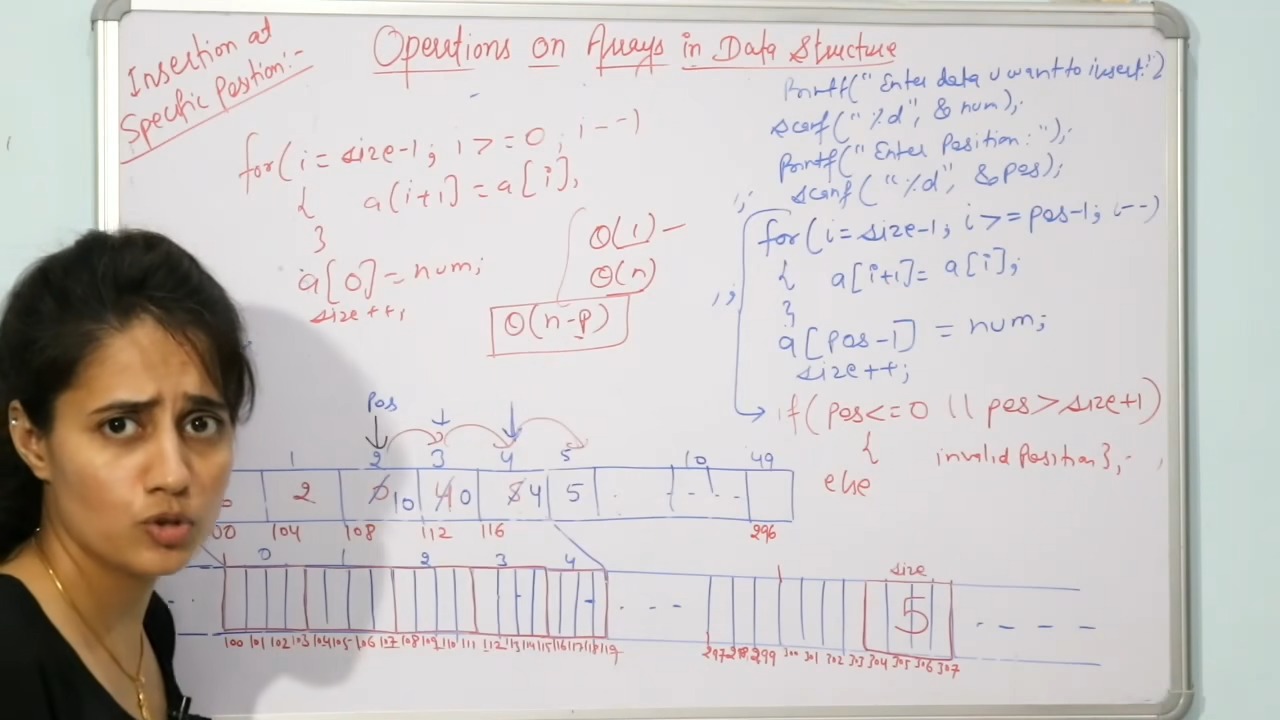 Operations on Arrays in Data Structure
Insertion at
Specific Position:-
for(i=size-1; i>=0; i--)
{ a(i+1]=a[i],
}
a[0]=num;
size++;
O(1)-
O(n)
O(n-p)
Printf("Enter data u want to insert:")
scanf("%d", &num);
Printf("Enter Position:");
scanf("%d", &pos);
for(i=size-1; i>=pos-1; i--)
{ a[i+1]=a[i];
}
a[pos-1] = num;
size++;
if(pos<=0 || pos>size+1)
{ invalid position},
else
Pos
1 2 3 4 5 10 49
2 0 10 4 0 8 4 5
00 104 108 112 116 296
0 1 2 3 4
size
5
100 101 102 103 104 105 106 107 108 109 110 111 112 113 114 115 116 117 118 119
297 298 299 300 301 302 303 304 305 306 307